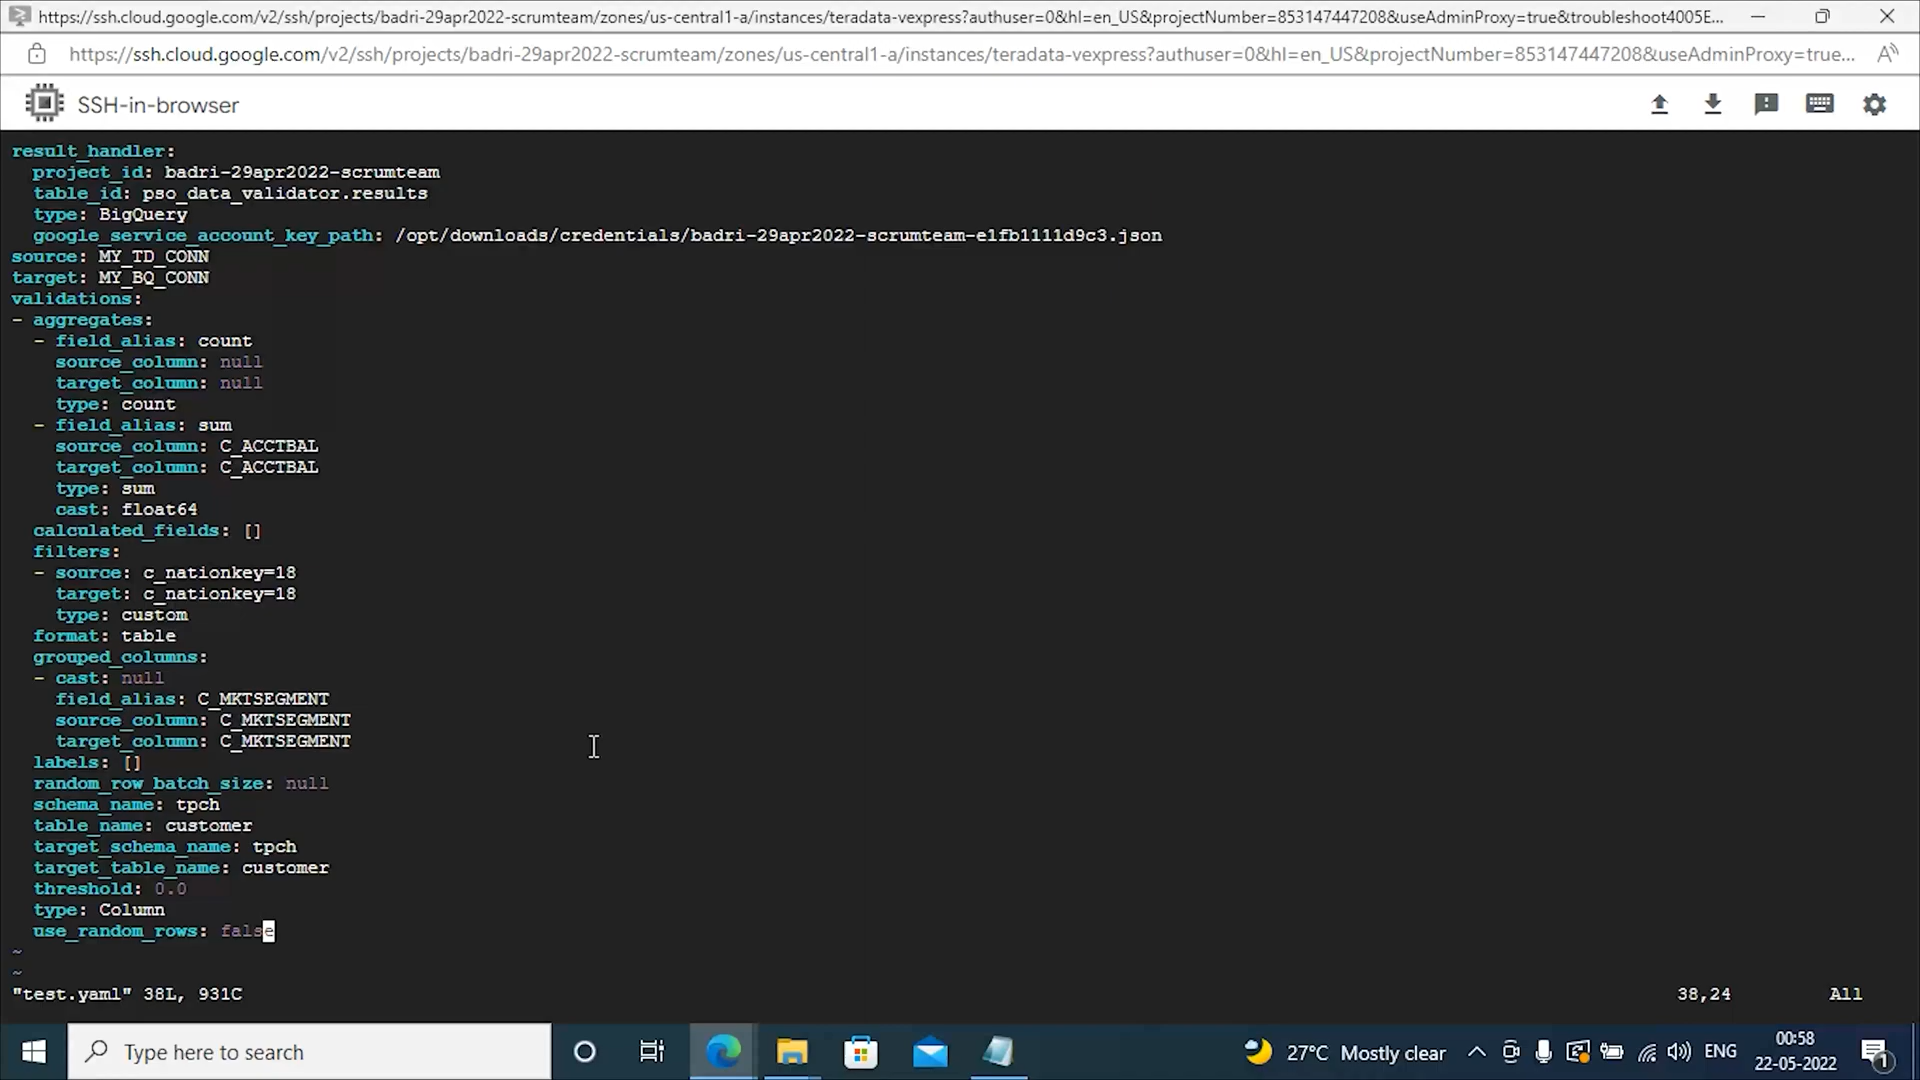 https://ssh.cloud.google.com/v2/ssh/projects/badri-29apr2022-scrumteam/zones/us-central1-a/instances/teradata-vexpress?authuser=0&hl=en_US&projectNumber=853147447208&useAdminProxy=true&troubleshoot4005E...
https://ssh.cloud.google.com/v2/ssh/projects/badri-29apr2022-scrumteam/zones/us-central1-a/instances/teradata-vexpress?authuser=0&hl=en_US&projectNumber=853147447208&useAdminProxy=true...
SSH-in-browser
result_handler:
  project_id: badri-29apr2022-scrumteam
  table_id: pso_data_validator.results
  type: BigQuery
  google_service_account_key_path: /opt/downloads/credentials/badri-29apr2022-scrumteam-e1fb1111d9c3.json
source: MY_TD_CONN
target: MY_BQ_CONN
validations:
- aggregates:
  - field_alias: count
    source_column: null
    target_column: null
    type: count
  - field_alias: sum
    source_column: C_ACCTBAL
    target_column: C_ACCTBAL
    type: sum
    cast: float64
  calculated_fields: []
  filters:
  - source: c_nationkey=18
    target: c_nationkey=18
    type: custom
  format: table
  grouped_columns:
  - cast: null
    field_alias: C_MKTSEGMENT
    source_column: C_MKTSEGMENT
    target_column: C_MKTSEGMENT
  labels: []
  random_row_batch_size: null
  schema_name: tpch
  table_name: customer
  target_schema_name: tpch
  target_table_name: customer
  threshold: 0.0
  type: Column
  use_random_rows: false
~
~
"test.yaml" 38L, 931C 38,24 All
Type here to search
27°C Mostly clear
ENG
00:58
22-05-2022
1